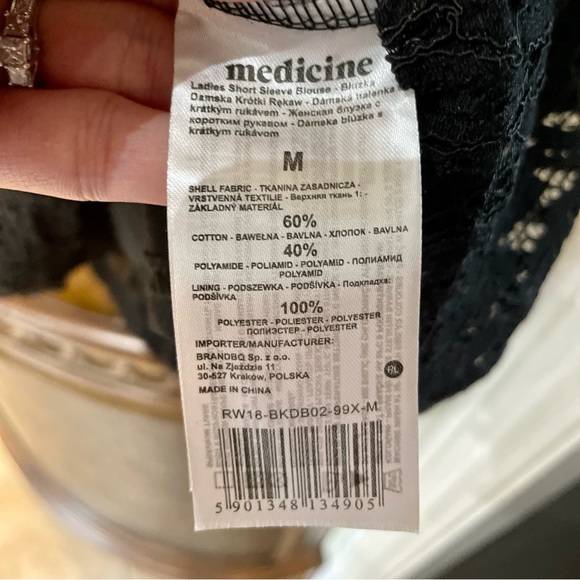 medicine
Ladies Short Sleeve Blouse - Bluzka
Damska Krótki Rękaw - Dámská halenka
krátkým rukávem - Женская блузка с
коротким рукавом - Dámska blúzka s
krátkym rukávom
M
SHELL FABRIC - TKANINA ZASADNICZA -
VRSTVENNÁ TEXTILIE - Верхняя ткань 1: -
ZÁKLADNÝ MATERIÁL
60%
COTTON - BAWEŁNA - BAVLNA - ХЛОПОК - BAVLNA
40%
POLYAMIDE - POLIAMID - POLYAMID - ПОЛИАМИД
POLYAMID
LINING - PODSZEWKA - PODŠÍVKA - Подкладка:
PODŠÍVKA
100%
POLYESTER - POLIESTER - POLYESTER
ПОЛИЭСТЕР - POLYESTER
IMPORTER/MANUFACTURER:
BRANDBQ Sp. z o.o.
ul. Na Zjeździe 11
30-527 Kraków, POLSKA
MADE IN CHINA
RL
RW18-BKDB02-99X-M
5 901348 134905